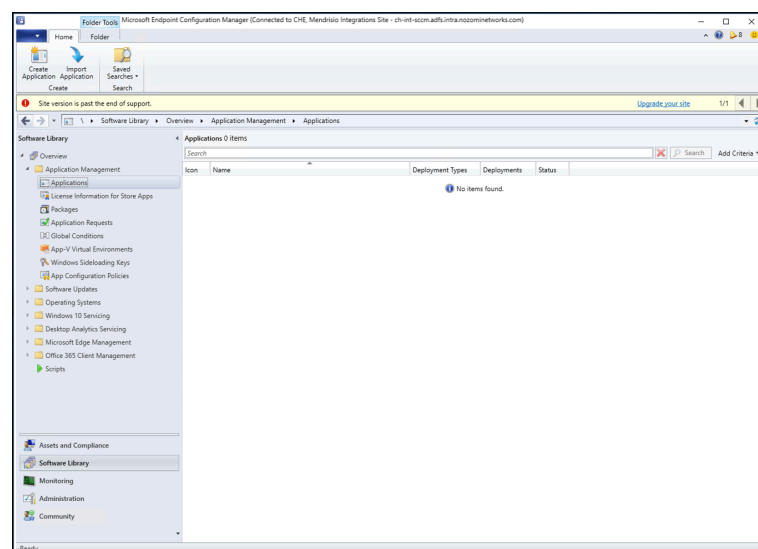 Folder Tools
Microsoft Endpoint Configuration Manager (Connected to CHE, Mendrisio Integrations Site - ch-int-sccm.adfs.intra.nozominetworks.com)
Home
Folder
8
Create Application
Import Application
Saved Searches
Create
Search
Site version is past the end of support.
Upgrade your site
1/1
\ Software Library Overview Application Management Applications
Software Library
Applications 0 items
Overview
Search
Search
Add Criteria
Application Management
Icon
Name
Deployment Types
Deployments
Status
Applications
No items found.
License Information for Store Apps
Packages
Application Requests
Global Conditions
App-V Virtual Environments
Windows Sideloading Keys
App Configuration Policies
Software Updates
Operating Systems
Windows 10 Servicing
Desktop Analytics Servicing
Microsoft Edge Management
Office 365 Client Management
Scripts
Assets and Compliance
Software Library
Monitoring
Administration
Community
Ready